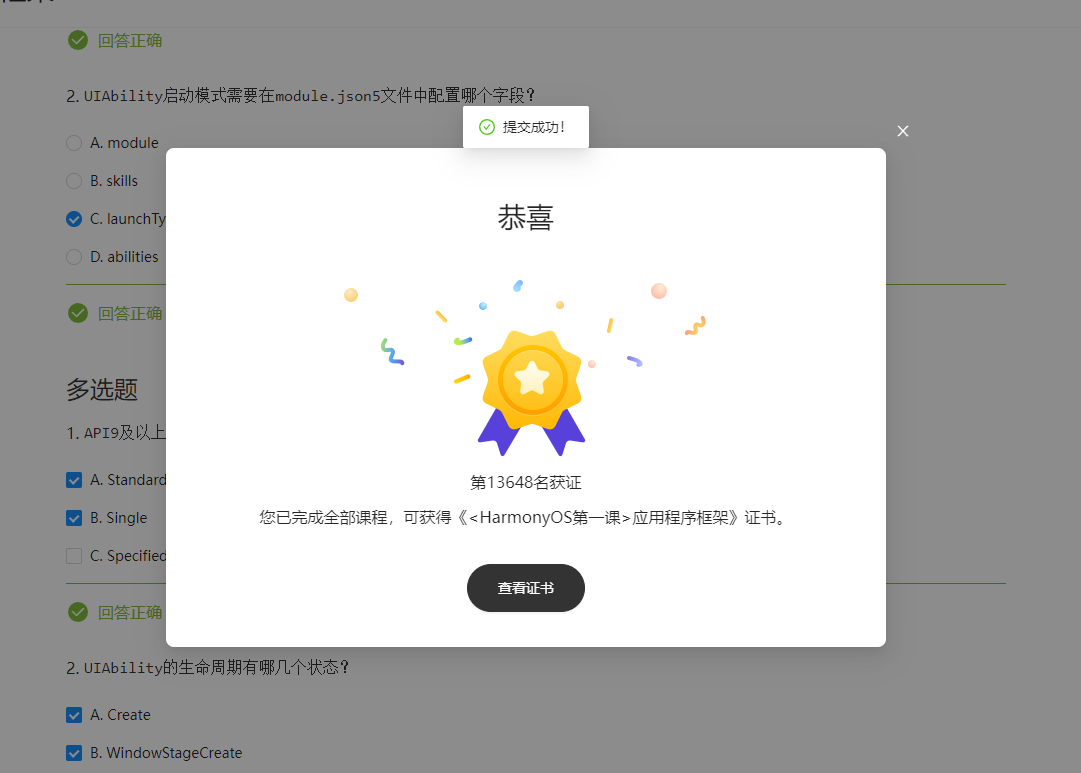 回答正确
2. UIAbility启动模式需要在module.json5文件中配置哪个字段?
提交成功!
A. module
B. skills
C. launchTy
D. abilities
恭喜
回答正确
多选题
1. API9及以上
A. Standard
第13648名获证
B. Single
您已完成全部课程，可获得《<HarmonyOS第一课>应用程序框架》证书。
C. Specified
查看证书
回答正确
2. UIAbility的生命周期有哪几个状态?
A. Create
B. WindowStageCreate